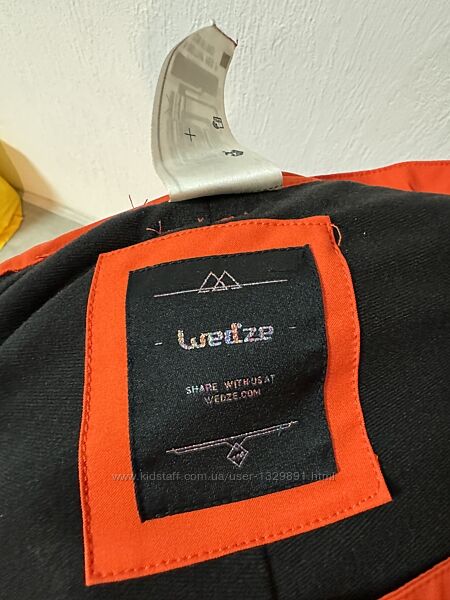 wedze
SHARE WITH US AT
WEDZE.COM
www.kidstaff.com.ua/user-1329891.html